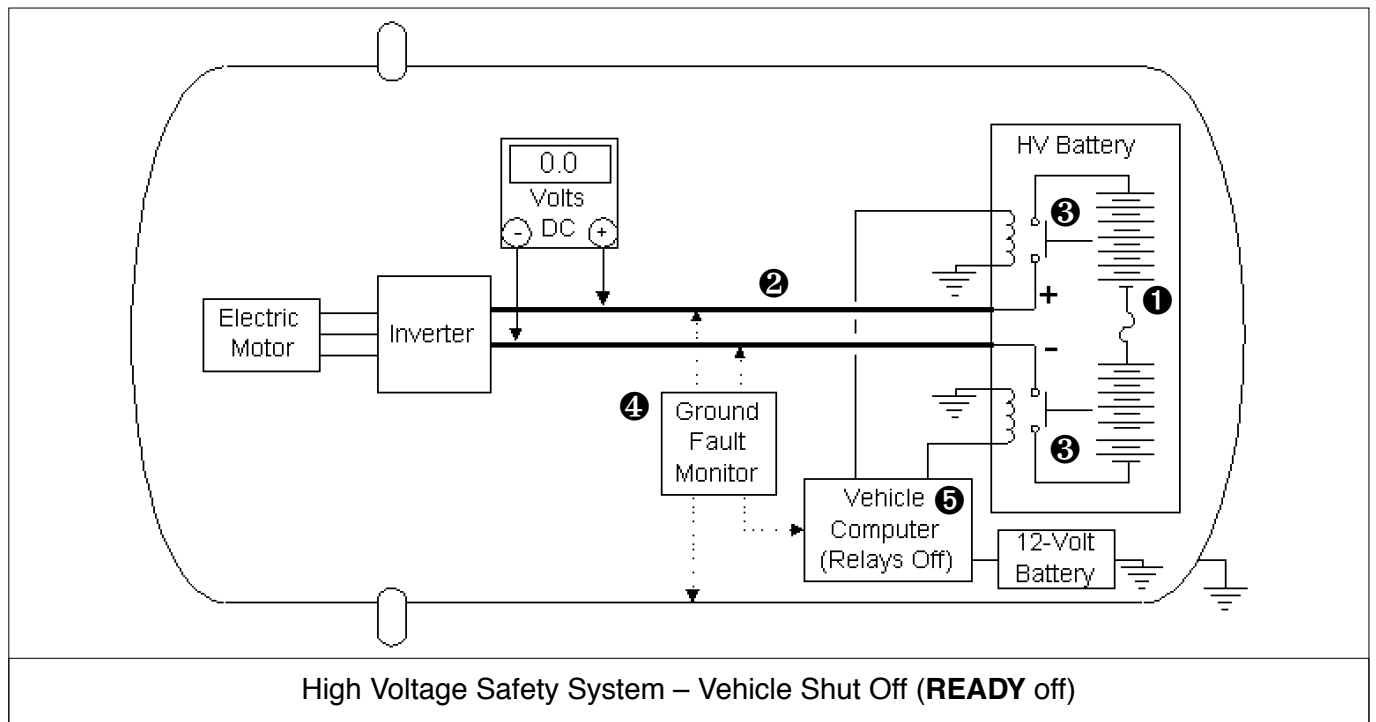 HV Battery
0.0
Volts
- DC +
❸
❷
+
❶
Electric
Motor
Inverter
-
❹
Ground
Fault
Monitor
❸
Vehicle ❺
Computer
(Relays Off)
12-Volt
Battery
High Voltage Safety System – Vehicle Shut Off (READY off)